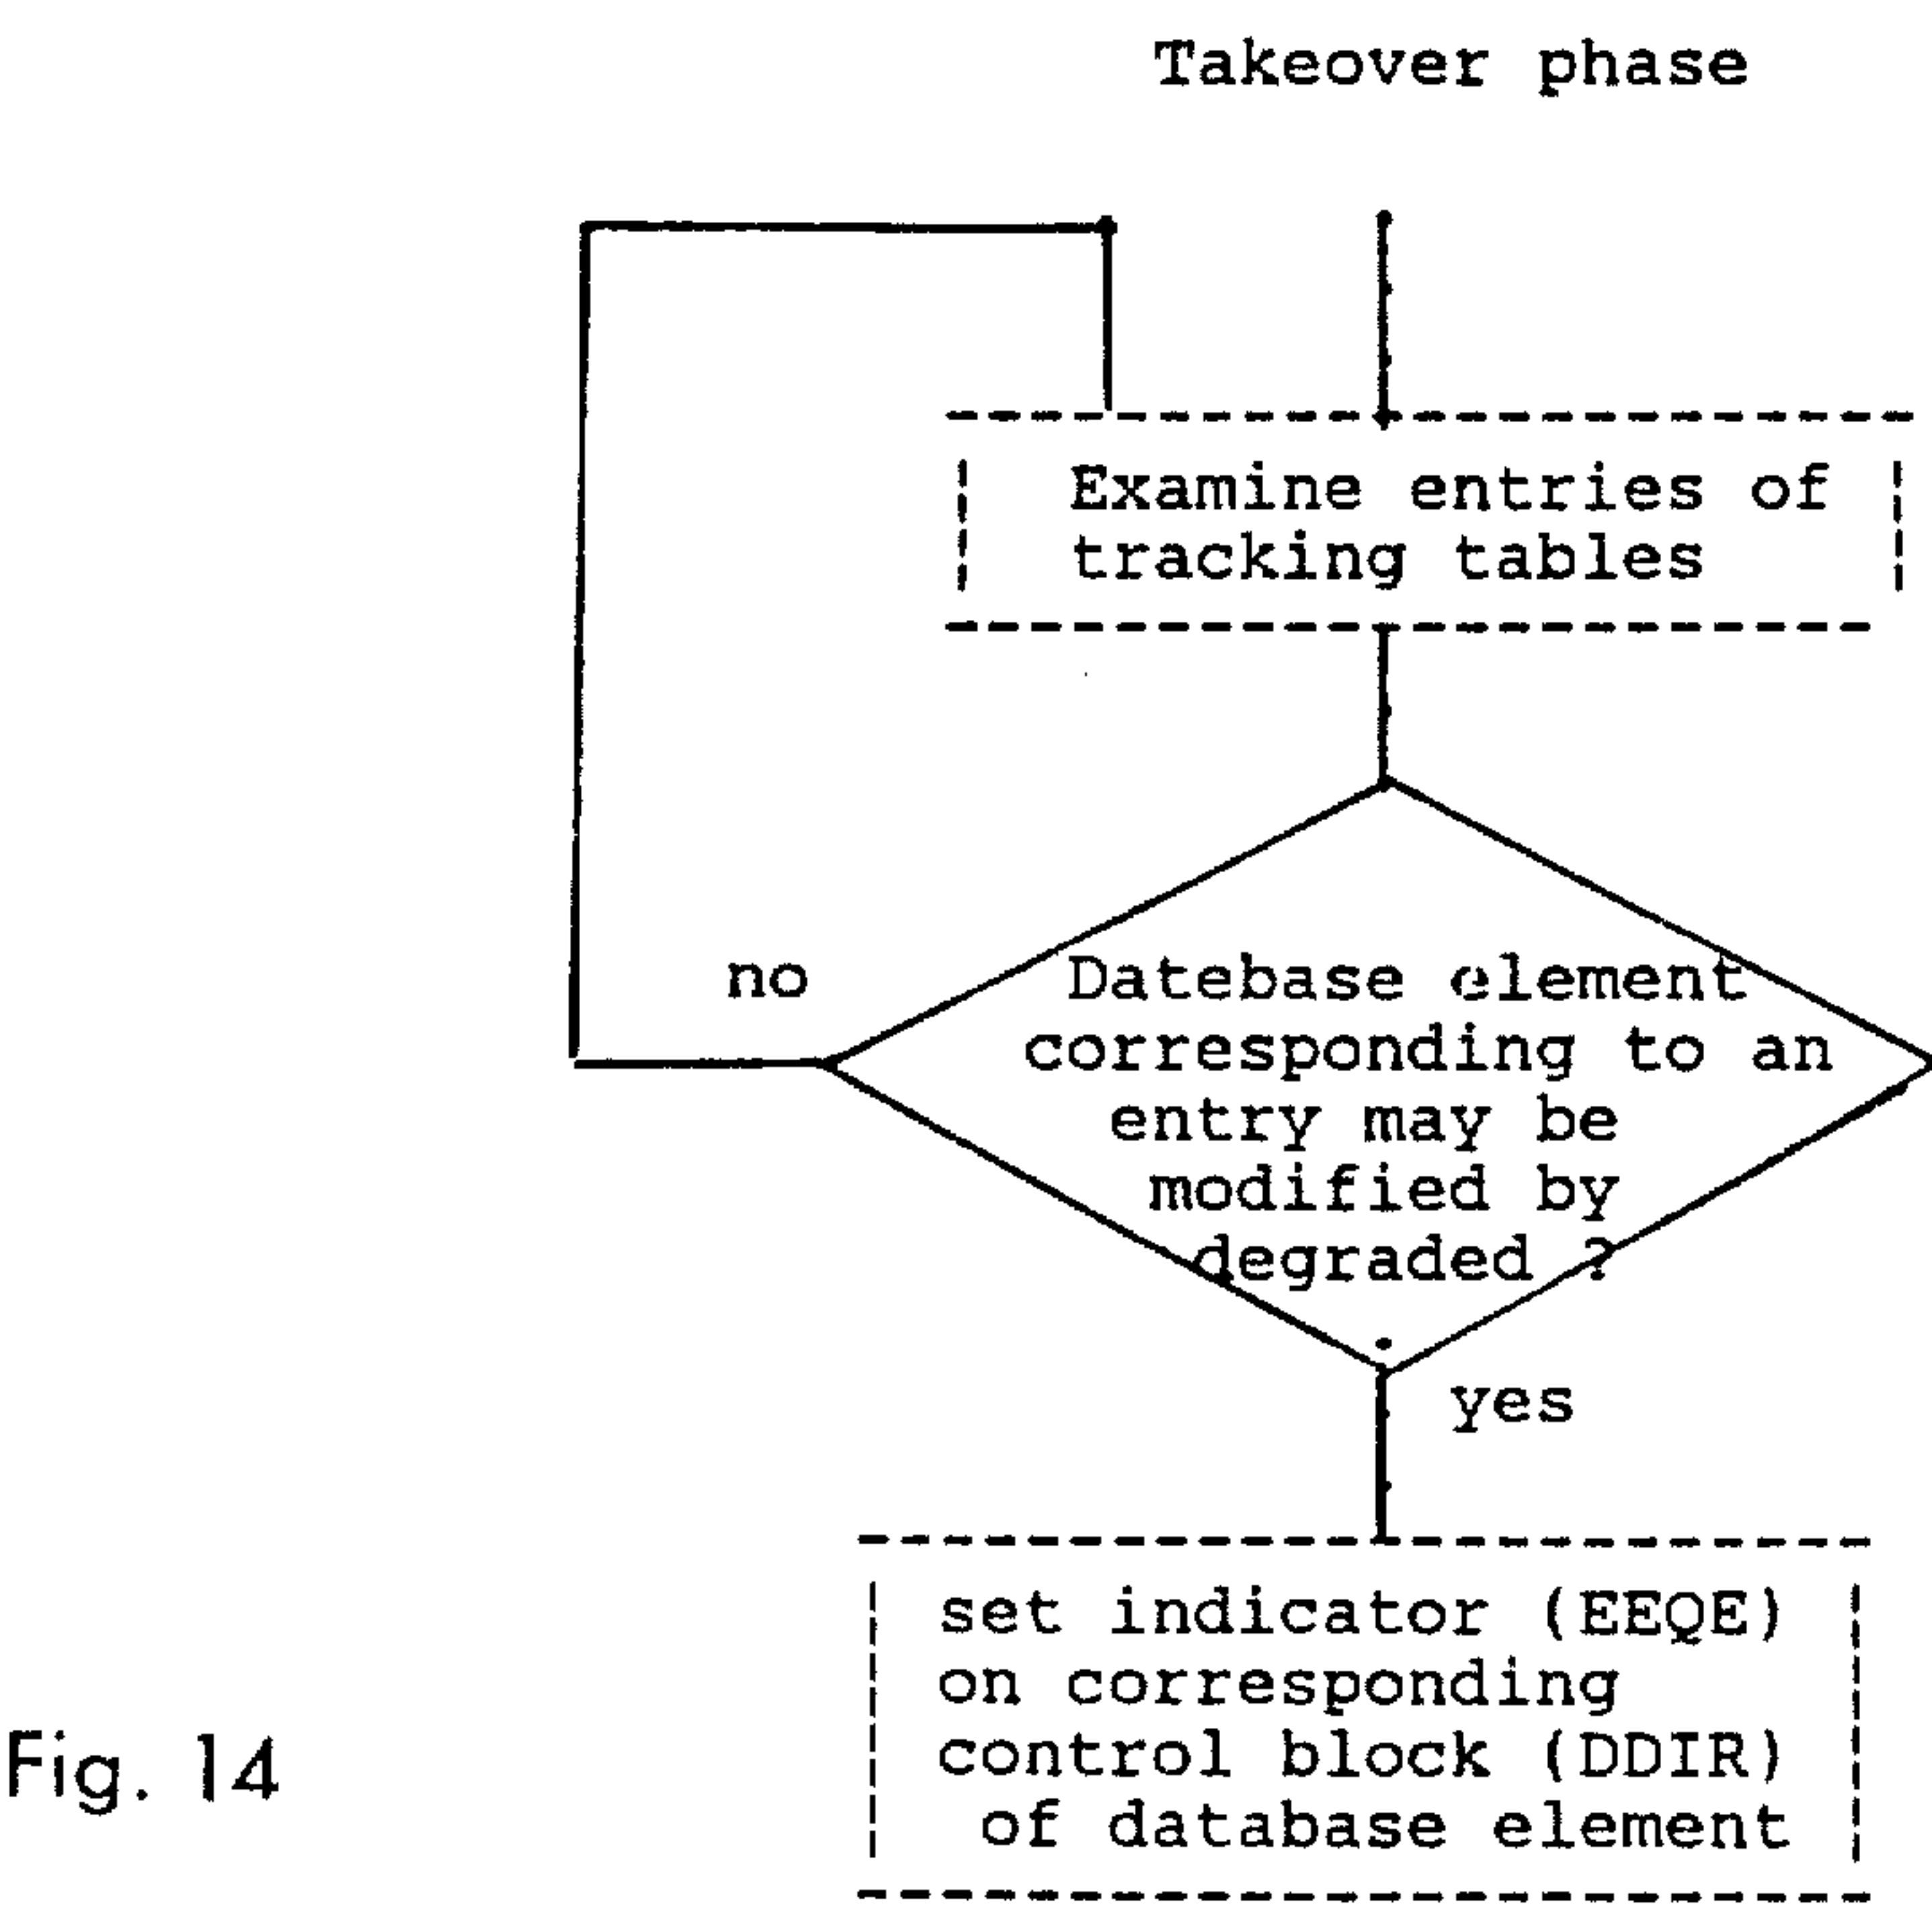 Takeover phase
Examine entries of
tracking tables
no
Datebase element
corresponding to an
entry may be
modified by
degraded ?
yes
set indicator (EEQE)
on corresponding
control block (DDIR)
of database element
Fig. 14